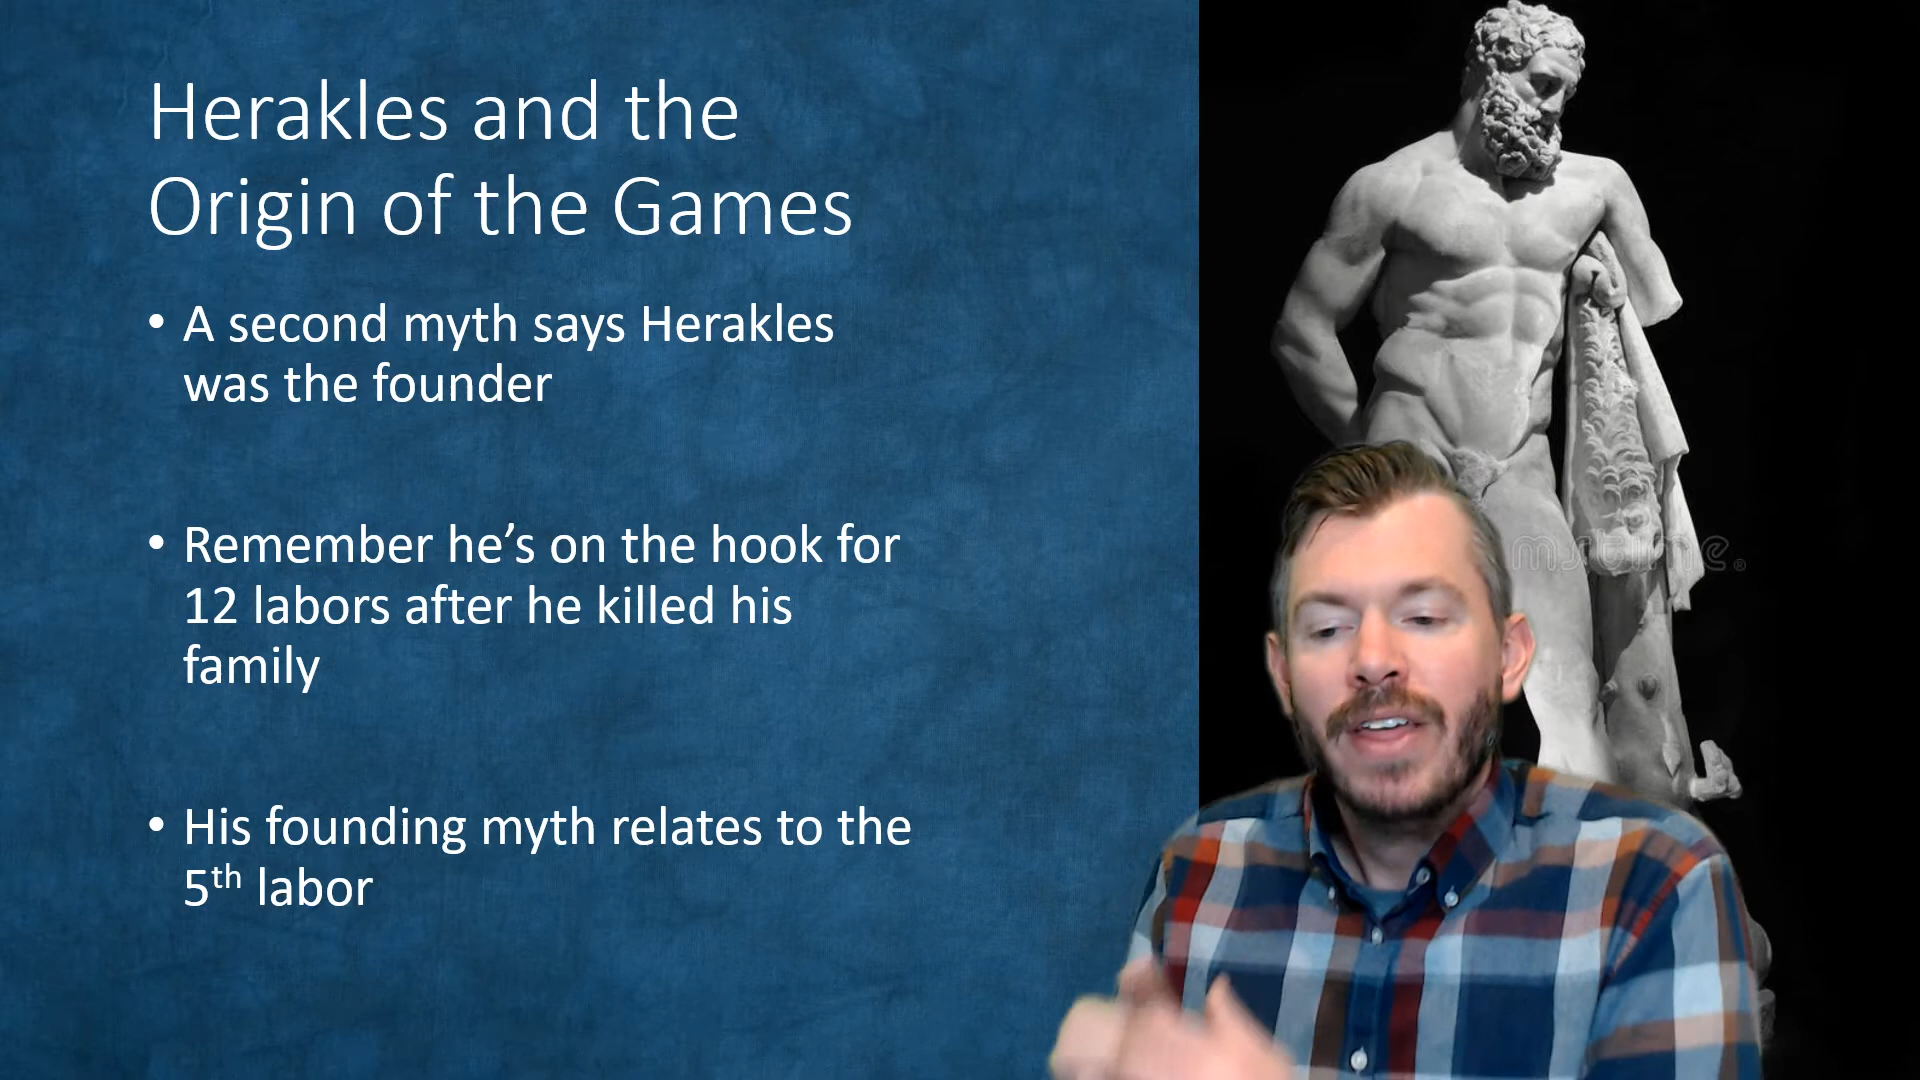 Herakles and the
Origin of the Games
• A second myth says Herakles
was the founder
• Remember he’s on the hook for
12 labors after he killed his
family
• His founding myth relates to the
5th labor